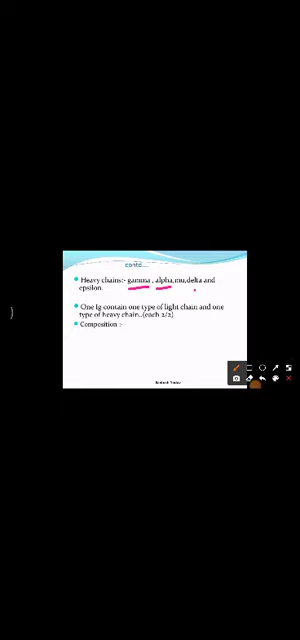 contd...
Heavy chains:- gamma , alpha,mu,delta and
epsilon.
One Ig contain one type of light chain and one
type of heavy chain..(each 2/2)
Composition :-